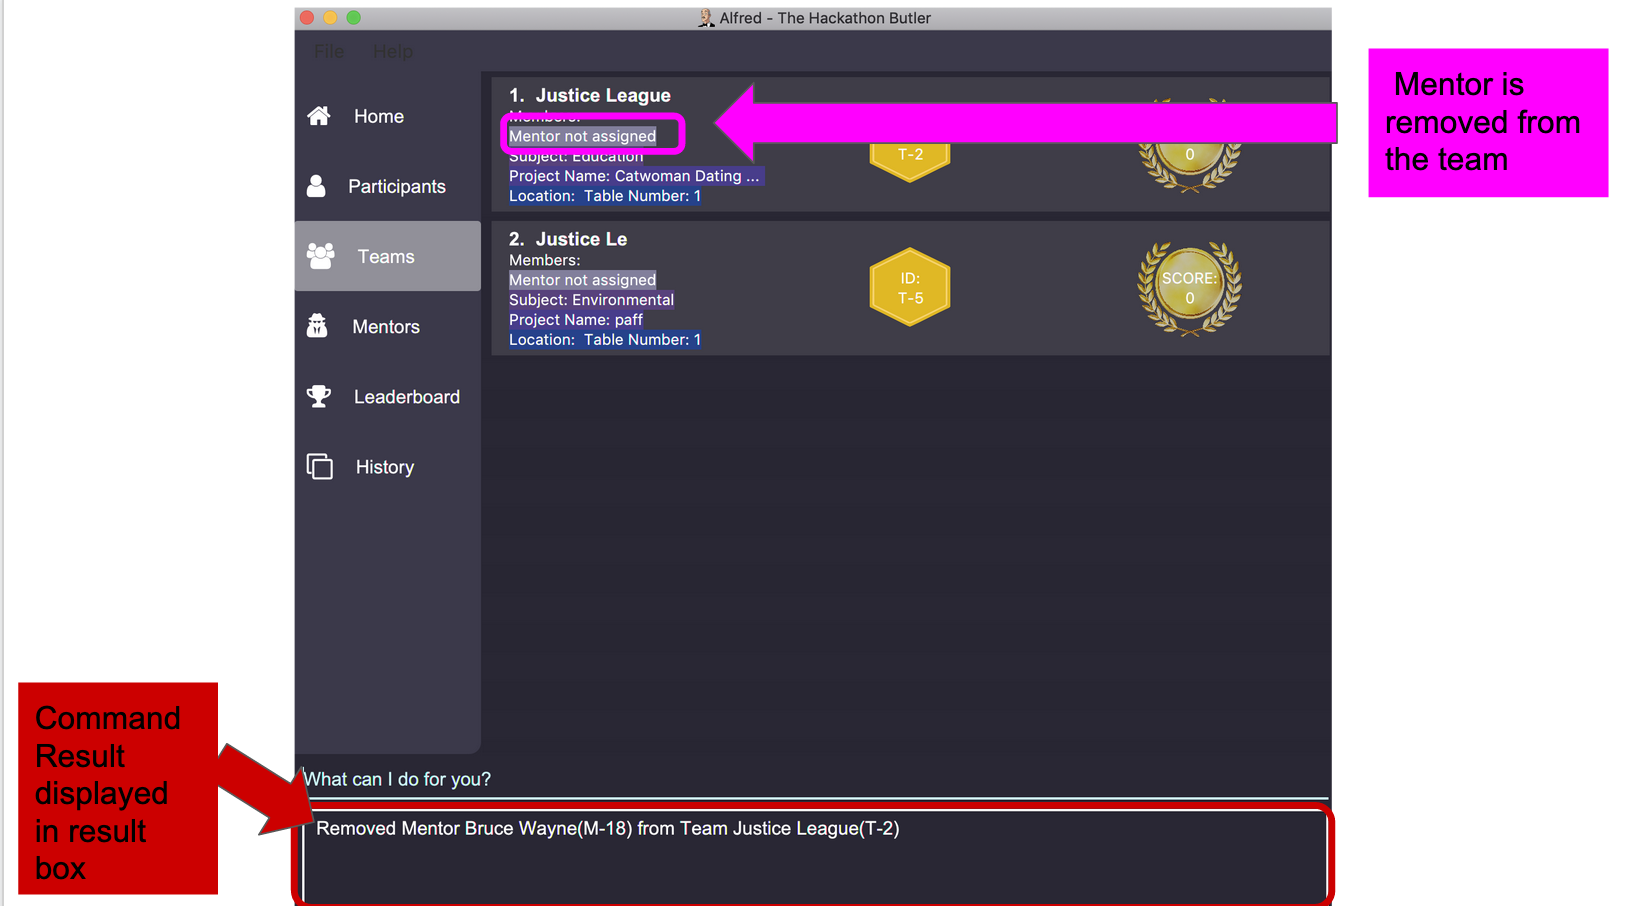 Alfred - The Hackathon Butler
File Help
Home
Participants
Teams
Mentors
Leaderboard
History
1. Justice League
Members:
Mentor not assigned
Subject: Education
Project Name: Catwoman Dating ...
Location: Table Number: 1
T-2
0
2. Justice Le
Members:
Mentor not assigned
Subject: Environmental
Project Name: paff
Location: Table Number: 1
ID:
T-5
SCORE:
0
Mentor is
removed from
the team
Command
Result
displayed
in result
box
What can I do for you?
Removed Mentor Bruce Wayne(M-18) from Team Justice League(T-2)